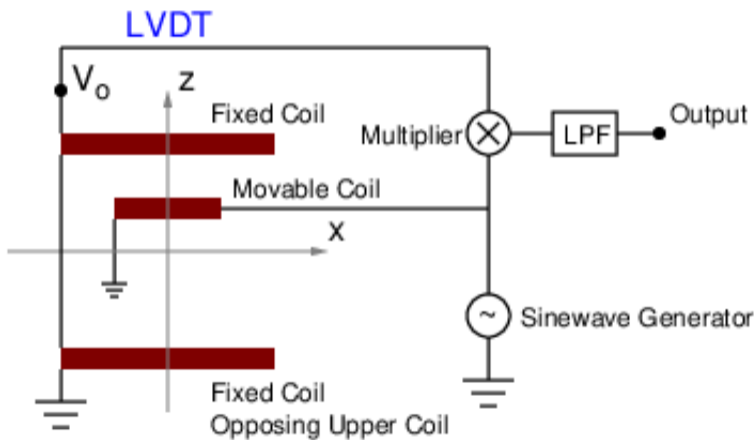 LVDT
Vo
z
Fixed Coil
Multiplier
LPF
Output
Movable Coil
x
~
Sinewave Generator
Fixed Coil
Opposing Upper Coil